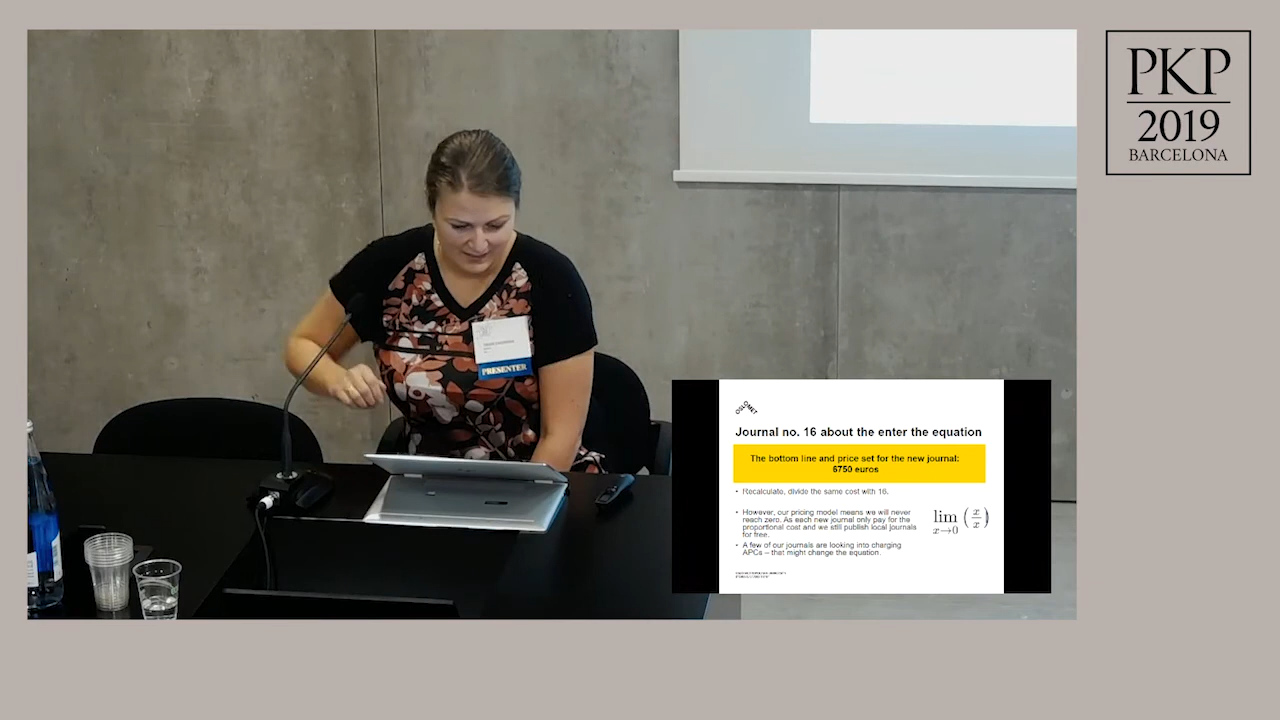 PKP
2019
BARCELONA
PRESENTER
OSLOMET
Journal no. 16 about the enter the equation
The bottom line and price set for the new journal:
6750 euros
• Recalculate, divide the same cost with 16.
• However, our pricing model means we will never
reach zero. As each new journal only pay for the
proportional cost and we still publish local journals
for free.
lim x→0 (x/x)
• A few of our journals are looking into charging
APCs – that might change the equation.